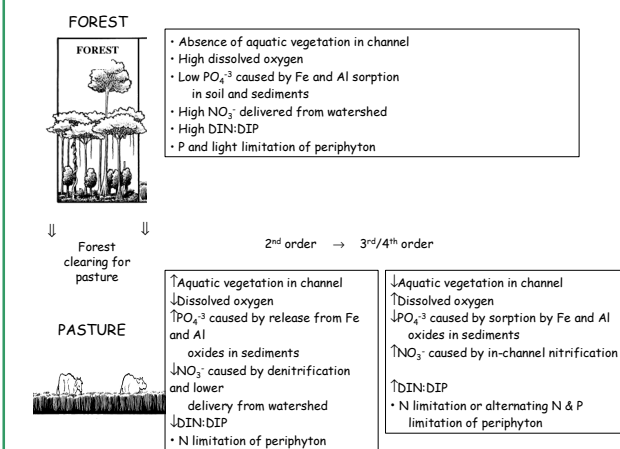 FOREST
FOREST
· Absence of aquatic vegetation in channel
· High dissolved oxygen
· Low PO₄⁻³ caused by Fe and Al sorption
in soil and sediments
· High NO₃⁻ delivered from watershed
· High DIN:DIP
· P and light limitation of periphyton
⇓ ⇓
Forest
clearing for
pasture
2ⁿᵈ order → 3ʳᵈ/4ᵗʰ order
PASTURE
↑Aquatic vegetation in channel
↓Dissolved oxygen
↑PO₄⁻³ caused by release from Fe
and Al
oxides in sediments
↓NO₃⁻ caused by denitrification
and lower
delivery from watershed
↓DIN:DIP
· N limitation of periphyton
↓Aquatic vegetation in channel
↑Dissolved oxygen
↓PO₄⁻³ caused by sorption by Fe and Al
oxides in sediments
↑NO₃⁻ caused by in-channel nitrification
↑DIN:DIP
· N limitation or alternating N & P
limitation of periphyton